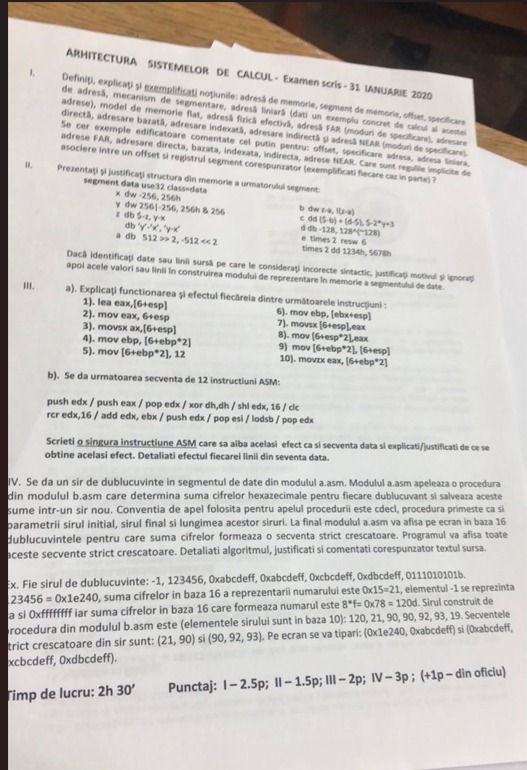 ARHITECTURA SISTEMELOR DE CALCUL - Examen scris - 31 IANUARIE 2020
I. Definiți, explicați și exemplificați noțiunile: adresă de memorie, segment de memorie, offset, specificare
de adresă, mecanism de segmentare, adresă liniară (dati un exemplu concret de calcul al acestei
adrese), model de memorie flat, adresă fizică efectivă, adresă FAR (moduri de specificare), adresare
directă, adresare bazată, adresare indexată, adresare indirectă și adresă NEAR (moduri de specificare).
Se cer exemple edificatoare comentate cel putin pentru: offset, specificare adresa, adresa liniara,
adrese FAR, adresare directa, bazata, indexata, indirecta, adrese NEAR. Care sunt regulile implicite de
asociere intre un offset si registrul segment corespunzator (exemplificati fiecare caz in parte) ?
II. Prezentați și justificați structura din memorie a urmatorului segment:
segment data use32 class=data
x dw -256, 256h
y dw 256|-256, 256h & 256
z db $-z, y-x
db 'y'-'x', 'y-x'
a db 512 >> 2, -512 << 2
b dw z-a, !(z-a)
c dd ($-b) + (d-$), $-2*y+3
d db -128, 128^(~128)
e times 2 resw 6
times 2 dd 1234h, 5678h
Dacă identificați date sau linii sursă pe care le considerați incorecte sintactic, justificați motivul și ignorați
apoi acele valori sau linii în construirea modului de reprezentare în memorie a segmentului de date.
III. a). Explicați functionarea și efectul fiecăreia dintre următoarele instrucțiuni :
1). lea eax,[6+esp]
2). mov eax, 6+esp
3). movsx ax,[6+esp]
4). mov ebp, [6+ebp*2]
5). mov [6+ebp*2], 12
6). mov ebp, [ebx+esp]
7). movsx [6+esp],eax
8). mov [6+esp*2],eax
9) mov [6+ebp*2], [6+esp]
10). movzx eax, [6+ebp*2]
b). Se da urmatoarea secventa de 12 instructiuni ASM:
push edx / push eax / pop edx / xor dh,dh / shl edx, 16 / clc
rcr edx,16 / add edx, ebx / push edx / pop esi / lodsb / pop edx
Scrieti o singura instructiune ASM care sa aiba acelasi efect ca si secventa data si explicati/justificati de ce se
obtine acelasi efect. Detaliati efectul fiecarei linii din seventa data.
IV. Se da un sir de dublucuvinte in segmentul de date din modulul a.asm. Modulul a.asm apeleaza o procedura
din modulul b.asm care determina suma cifrelor hexazecimale pentru fiecare dublucuvant si salveaza aceste
sume intr-un sir nou. Conventia de apel folosita pentru apelul procedurii este cdecl, procedura primeste ca si
parametrii sirul initial, sirul final si lungimea acestor siruri. La final modulul a.asm va afisa pe ecran in baza 16
dublucuvintele pentru care suma cifrelor formeaza o secventa strict crescatoare. Programul va afisa toate
aceste secvente strict crescatoare. Detaliati algoritmul, justificati si comentati corespunzator textul sursa.
Ex. Fie sirul de dublucuvinte: -1, 123456, 0xabcdeff, 0xabcdeff, 0xcbcdeff, 0xdbcdeff, 0111010101b.
123456 = 0x1e240, suma cifrelor in baza 16 a reprezentarii numarului este 0x15=21, elementul -1 se reprezinta
ca si 0xffffffff iar suma cifrelor in baza 16 care formeaza numarul este 8*f= 0x78 = 120d. Sirul construit de
procedura din modulul b.asm este (elementele sirului sunt in baza 10): 120, 21, 90, 90, 92, 93, 19. Secventele
strict crescatoare din sir sunt: (21, 90) si (90, 92, 93). Pe ecran se va tipari: (0x1e240, 0xabcdeff) si (0xabcdeff,
xcbcdeff, 0xdbcdeff).
Timp de lucru: 2h 30' Punctaj: I – 2.5p; II – 1.5p; III – 2p; IV – 3p ; (+1p – din oficiu)